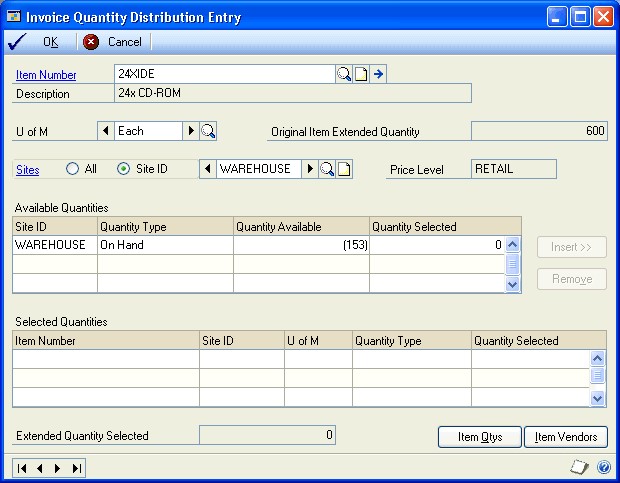 Invoice Quantity Distribution Entry
OK Cancel
Item Number 24XIDE
Description 24x CD-ROM
U of M Each Original Item Extended Quantity 600
Sites All Site ID WAREHOUSE Price Level RETAIL
Available Quantities
Site ID Quantity Type Quantity Available Quantity Selected
WAREHOUSE On Hand (153) 0
Insert >>
Remove
Selected Quantities
Item Number Site ID U of M Quantity Type Quantity Selected
Extended Quantity Selected 0 Item Qtys Item Vendors